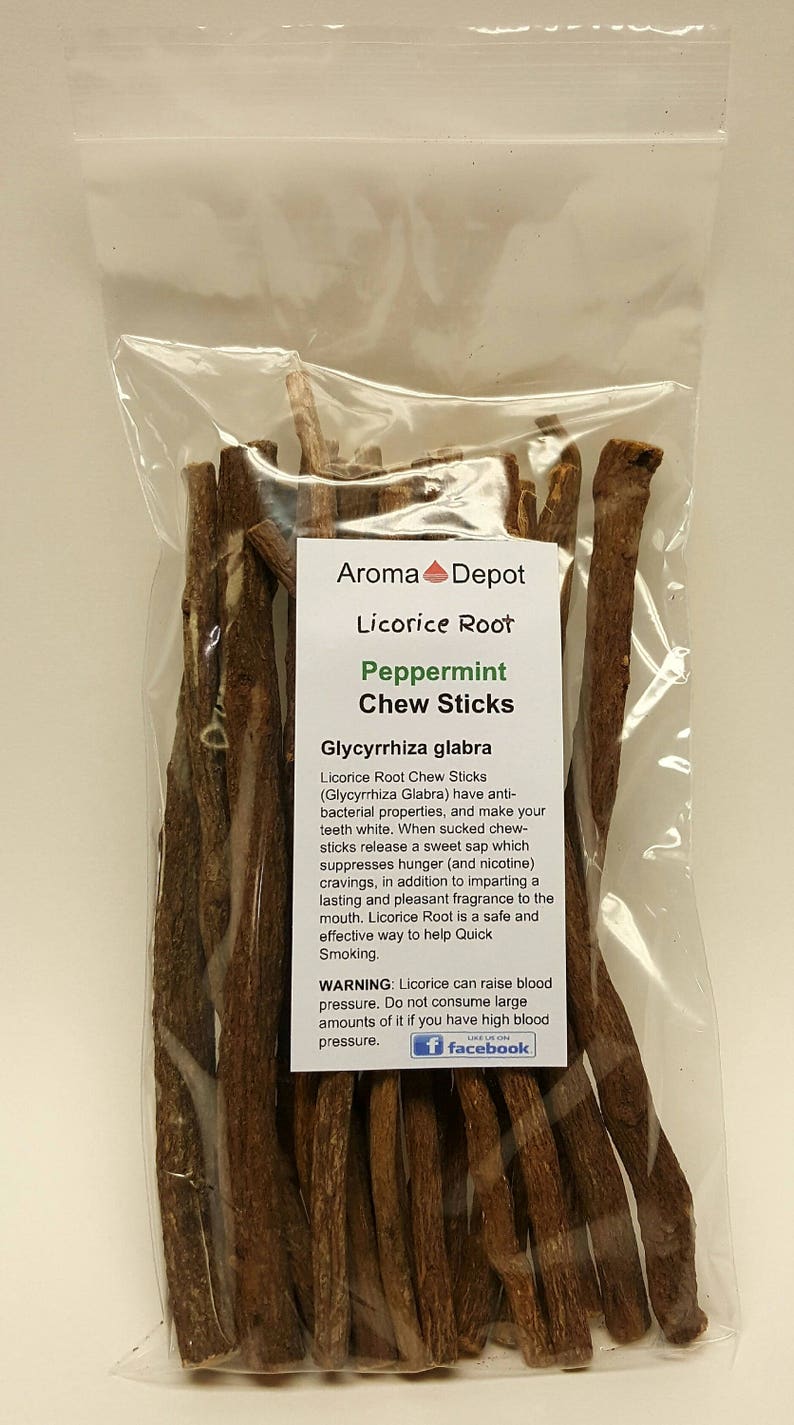 Aroma Depot
Licorice Root
Peppermint
Chew Sticks
Glycyrrhiza glabra
Licorice Root Chew Sticks
(Glycyrrhiza Glabra) have anti-
bacterial properties, and make your
teeth white. When sucked chew-
sticks release a sweet sap which
suppresses hunger (and nicotine)
cravings, in addition to imparting a
lasting and pleasant fragrance to the
mouth. Licorice Root is a safe and
effective way to help Quick
Smoking.
WARNING: Licorice can raise blood
pressure. Do not consume large
amounts of it if you have high blood
pressure.
LIKE US ON
f facebook.